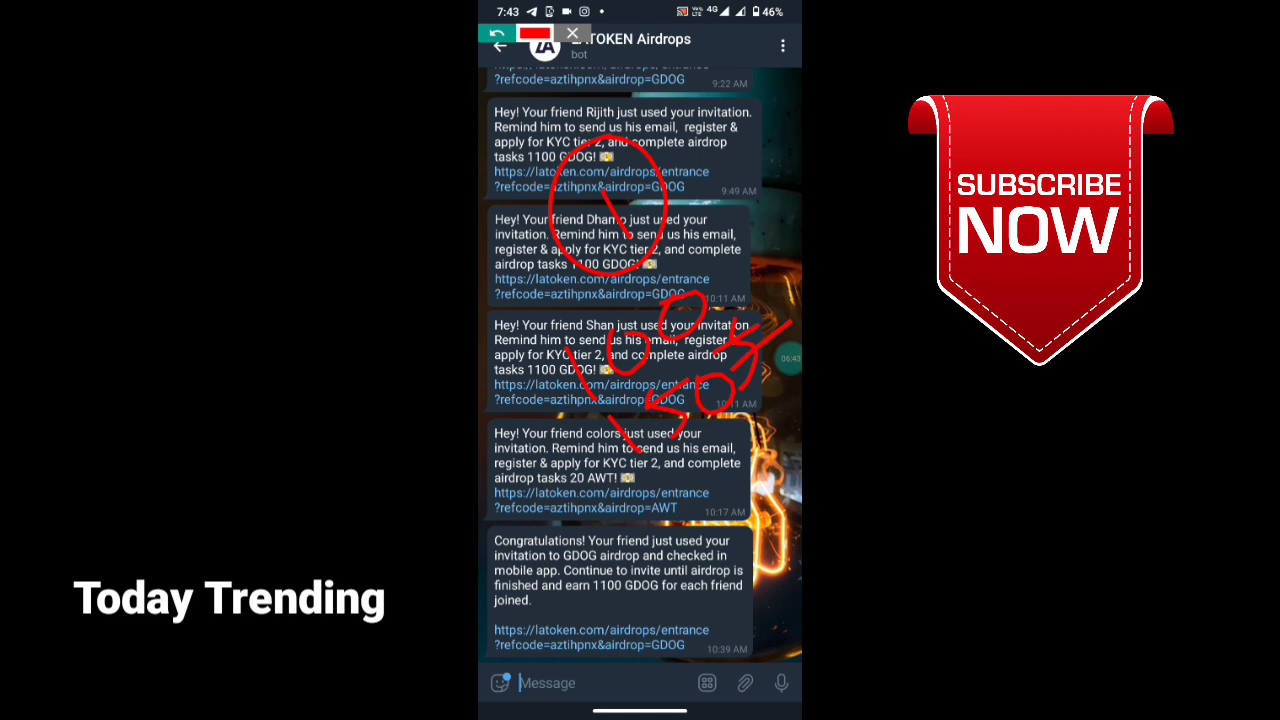 7:43
4G
46%
LATOKEN Airdrops
bot
?refcode=aztihpnx&airdrop=GDOG
9:22 AM
Hey! Your friend Rijith just used your invitation.
Remind him to send us his email, register &
apply for KYC tier 2, and complete airdrop
tasks 1100 GDOG! 💴
https://latoken.com/airdrops/entrance
?refcode=aztihpnx&airdrop=GDOG
9:49 AM
Hey! Your friend Dhamo just used your
invitation. Remind him to send us his email,
register & apply for KYC tier 2, and complete
airdrop tasks 1100 GDOG! 💴
https://latoken.com/airdrops/entrance
?refcode=aztihpnx&airdrop=GDOG
10:11 AM
Hey! Your friend Shan just used your invitation.
Remind him to send us his email, register &
apply for KYC tier 2, and complete airdrop
tasks 1100 GDOG! 💴
https://latoken.com/airdrops/entrance
?refcode=aztihpnx&airdrop=GDOG
10:11 AM
Hey! Your friend colors just used your
invitation. Remind him to send us his email,
register & apply for KYC tier 2, and complete
airdrop tasks 20 AWT! 💴
https://latoken.com/airdrops/entrance
?refcode=aztihpnx&airdrop=AWT
10:17 AM
Congratulations! Your friend just used your
invitation to GDOG airdrop and checked in
mobile app. Continue to invite until airdrop is
finished and earn 1100 GDOG for each friend
joined.
https://latoken.com/airdrops/entrance
?refcode=aztihpnx&airdrop=GDOG
10:39 AM
Message
06:43
SUBSCRIBE
NOW
Today Trending